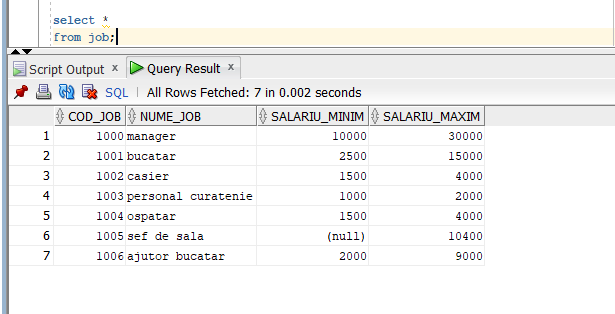 select *
from job;
Script Output x Query Result x
SQL | All Rows Fetched: 7 in 0.002 seconds
COD_JOB NUME_JOB SALARIU_MINIM SALARIU_MAXIM
1 1000 manager 10000 30000
2 1001 bucatar 2500 15000
3 1002 casier 1500 4000
4 1003 personal curatenie 1000 2000
5 1004 ospatar 1500 4000
6 1005 sef de sala (null) 10400
7 1006 ajutor bucatar 2000 9000